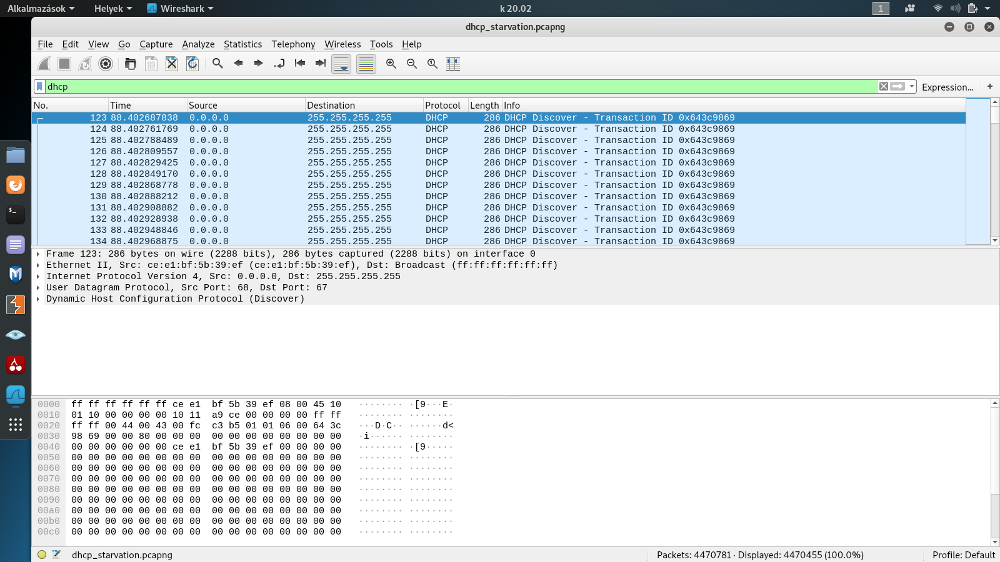 Alkalmazások Helyek Wireshark k 20.02 1
dhcp_starvation.pcapng
File Edit View Go Capture Analyze Statistics Telephony Wireless Tools Help
dhcp Expression... +
No. Time Source Destination Protocol Length Info
123 88.402687838 0.0.0.0 255.255.255.255 DHCP 286 DHCP Discover - Transaction ID 0x643c9869
124 88.402761769 0.0.0.0 255.255.255.255 DHCP 286 DHCP Discover - Transaction ID 0x643c9869
125 88.402788489 0.0.0.0 255.255.255.255 DHCP 286 DHCP Discover - Transaction ID 0x643c9869
126 88.402809557 0.0.0.0 255.255.255.255 DHCP 286 DHCP Discover - Transaction ID 0x643c9869
127 88.402829425 0.0.0.0 255.255.255.255 DHCP 286 DHCP Discover - Transaction ID 0x643c9869
128 88.402849170 0.0.0.0 255.255.255.255 DHCP 286 DHCP Discover - Transaction ID 0x643c9869
129 88.402868778 0.0.0.0 255.255.255.255 DHCP 286 DHCP Discover - Transaction ID 0x643c9869
130 88.402888212 0.0.0.0 255.255.255.255 DHCP 286 DHCP Discover - Transaction ID 0x643c9869
131 88.402908882 0.0.0.0 255.255.255.255 DHCP 286 DHCP Discover - Transaction ID 0x643c9869
132 88.402928938 0.0.0.0 255.255.255.255 DHCP 286 DHCP Discover - Transaction ID 0x643c9869
133 88.402948846 0.0.0.0 255.255.255.255 DHCP 286 DHCP Discover - Transaction ID 0x643c9869
134 88.402968875 0.0.0.0 255.255.255.255 DHCP 286 DHCP Discover - Transaction ID 0x643c9869
Frame 123: 286 bytes on wire (2288 bits), 286 bytes captured (2288 bits) on interface 0
Ethernet II, Src: ce:e1:bf:5b:39:ef (ce:e1:bf:5b:39:ef), Dst: Broadcast (ff:ff:ff:ff:ff:ff)
Internet Protocol Version 4, Src: 0.0.0.0, Dst: 255.255.255.255
User Datagram Protocol, Src Port: 68, Dst Port: 67
Dynamic Host Configuration Protocol (Discover)
0000 ff ff ff ff ff ff ce e1 bf 5b 39 ef 08 00 45 10 ········ ·[9···E·
0010 01 10 00 00 00 00 10 11 a9 ce 00 00 00 00 ff ff ········ ········
0020 ff ff 00 44 00 43 00 fc c3 b5 01 01 06 00 64 3c ···D·C·· ······d<
0030 98 69 00 00 80 00 00 00 00 00 00 00 00 00 00 00 ·i······ ········
0040 00 00 00 00 00 00 ce e1 bf 5b 39 ef 00 00 00 00 ········ ·[9·····
0050 00 00 00 00 00 00 00 00 00 00 00 00 00 00 00 00 ········ ········
0060 00 00 00 00 00 00 00 00 00 00 00 00 00 00 00 00 ········ ········
0070 00 00 00 00 00 00 00 00 00 00 00 00 00 00 00 00 ········ ········
0080 00 00 00 00 00 00 00 00 00 00 00 00 00 00 00 00 ········ ········
0090 00 00 00 00 00 00 00 00 00 00 00 00 00 00 00 00 ········ ········
00a0 00 00 00 00 00 00 00 00 00 00 00 00 00 00 00 00 ········ ········
00b0 00 00 00 00 00 00 00 00 00 00 00 00 00 00 00 00 ········ ········
00c0 00 00 00 00 00 00 00 00 00 00 00 00 00 00 00 00 ········ ········
dhcp_starvation.pcapng Packets: 4470781 · Displayed: 4470455 (100.0%) Profile: Default